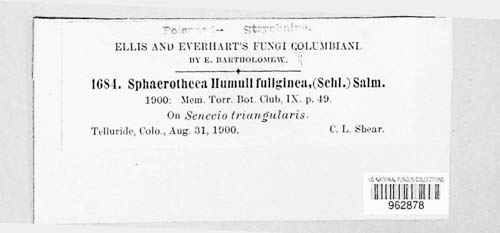 Poisoned- Strychnine.
ELLIS AND EVERHART'S FUNGI COLUMBIANI.
BY E. BARTHOLOMEW.
1684. Sphaerotheca Humuli fuliginea, (Schl.) Salm.
1900: Mem. Torr. Bot. Club, IX. p. 49.
On Senecio triangularis.
Telluride, Colo., Aug. 31, 1900. C. L. Shear.
US NATIONAL FUNGUS COLLECTIONS
962878